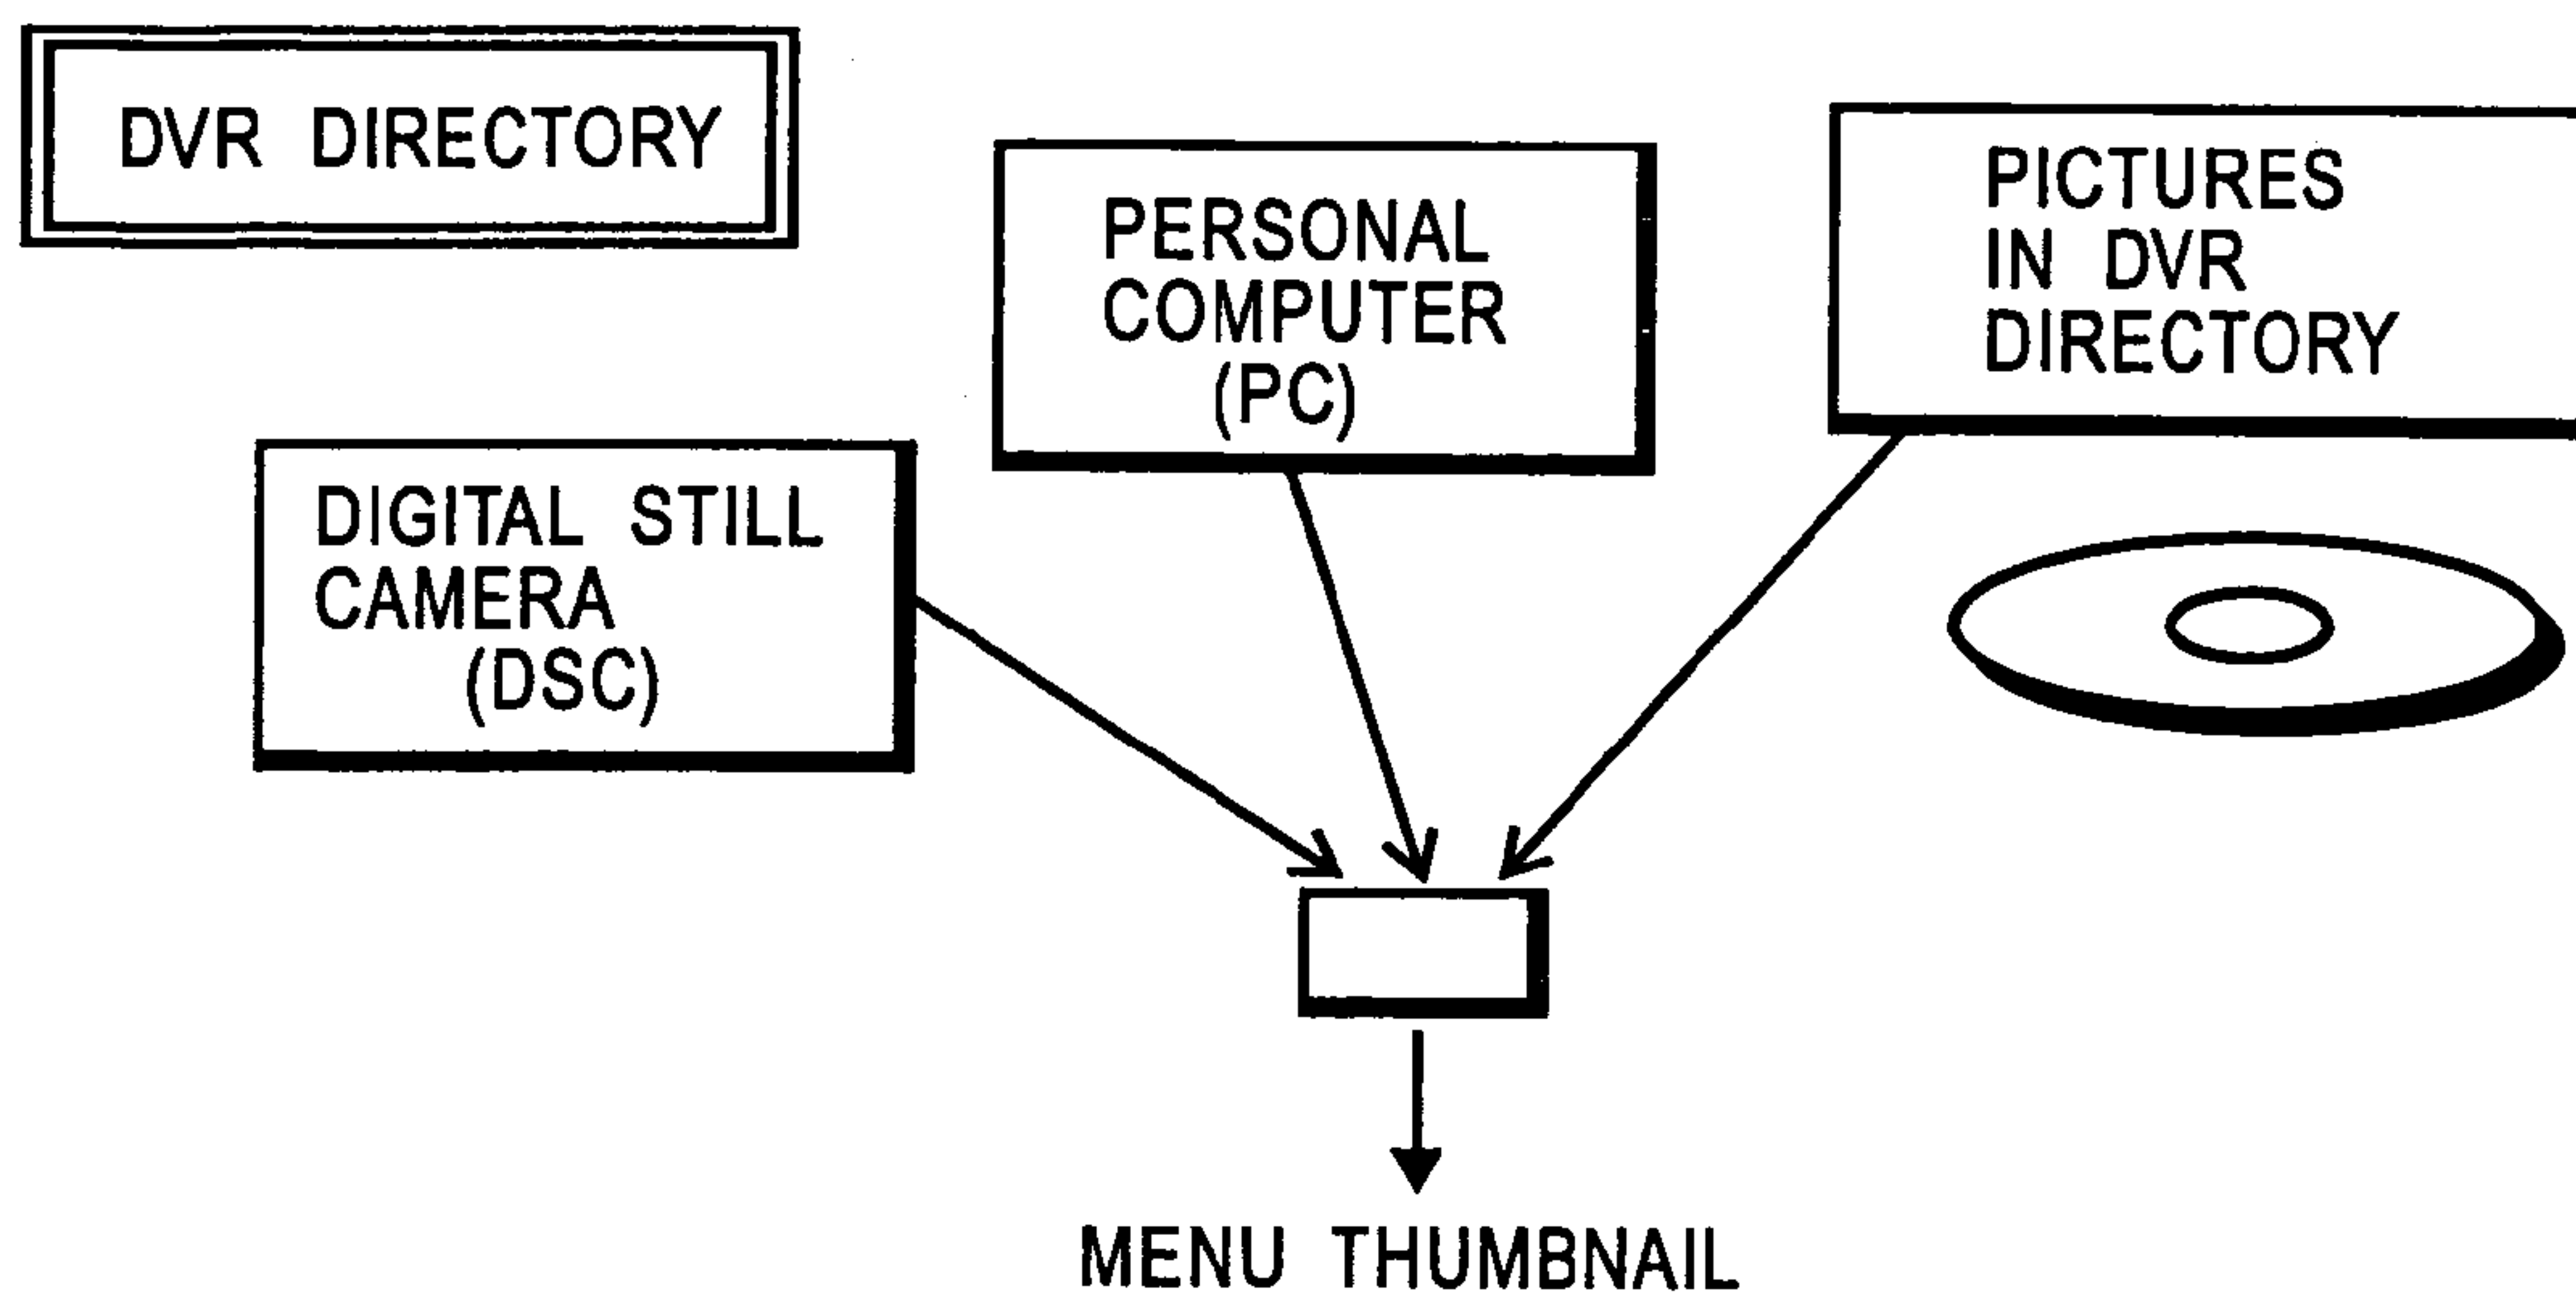 DVR DIRECTORY
PERSONAL
COMPUTER
(PC)
PICTURES
IN DVR
DIRECTORY
DIGITAL STILL
CAMERA
(DSC)
MENU THUMBNAIL